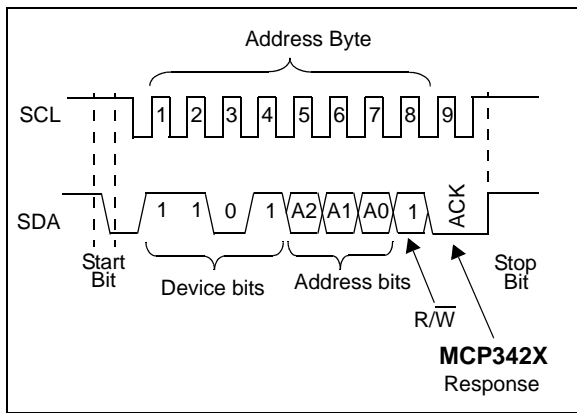 Address Byte
SCL
1 2 3 4 5 6 7 8 9
SDA
1 1 0 1 A2 A1 A0 1 ACK
Start
Bit
Device bits
Address bits
Stop
Bit
R/W̅
MCP342X
Response